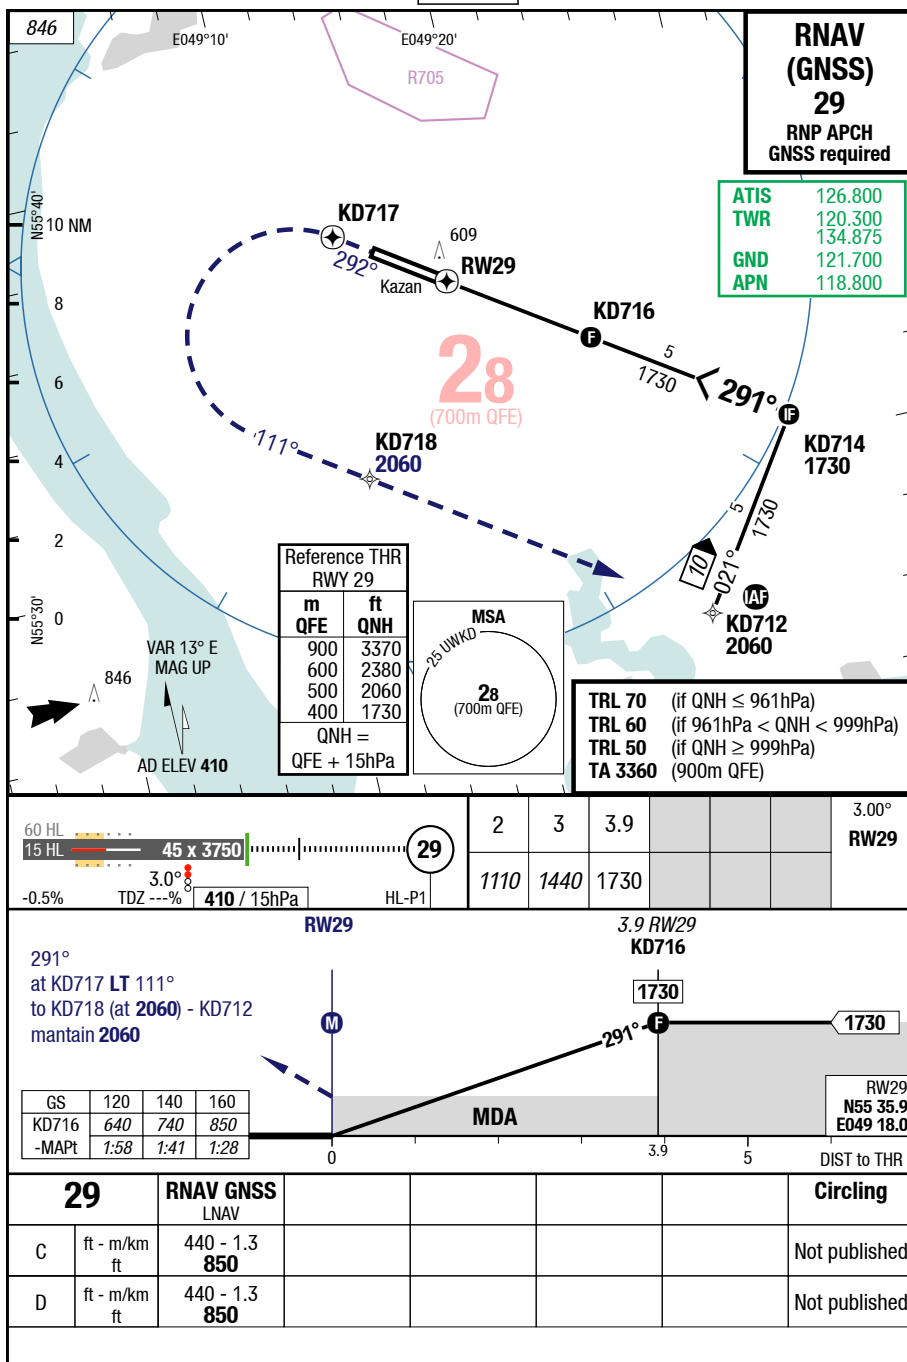 846
E049°10'
E049°20'
R705
RNAV
(GNSS)
29
RNP APCH
GNSS required
ATIS 126.800
TWR 120.300
134.875
GND 121.700
APN 118.800
N55°40'
10 NM
8
6
4
2
0
N55°30'
KD717
292°
609
RW29
Kazan
KD716
5
1730
291°
KD714
1730
28
(700m QFE)
111°
KD718
2060
5
1730
10
021°
KD712
2060
Reference THR
RWY 29
m ft
QFE QNH
900 3370
600 2380
500 2060
400 1730
QNH =
QFE + 15hPa
MSA
25 UWKD
28
(700m QFE)
VAR 13° E
MAG UP
846
AD ELEV 410
IF
IAF
F
TRL 70 (if QNH ≤ 961hPa)
TRL 60 (if 961hPa < QNH < 999hPa)
TRL 50 (if QNH ≥ 999hPa)
TA 3360 (900m QFE)
60 HL
15 HL
45 x 3750
29
3.0°
-0.5%
TDZ ---%
410 / 15hPa
HL-P1
2 3 3.9
1110 1440 1730
3.00°
RW29
RW29
3.9 RW29
KD716
291°
at KD717 LT 111°
to KD718 (at 2060) - KD712
mantain 2060
M
1730
291°
F
1730
MDA
RW29
N55 35.9
E049 18.0
GS 120 140 160
KD716 640 740 850
-MAPt 1:58 1:41 1:28
0
3.9
5
DIST to THR
29
RNAV GNSS
LNAV
Circling
C
ft - m/km
ft
440 - 1.3
850
Not published
D
ft - m/km
ft
440 - 1.3
850
Not published